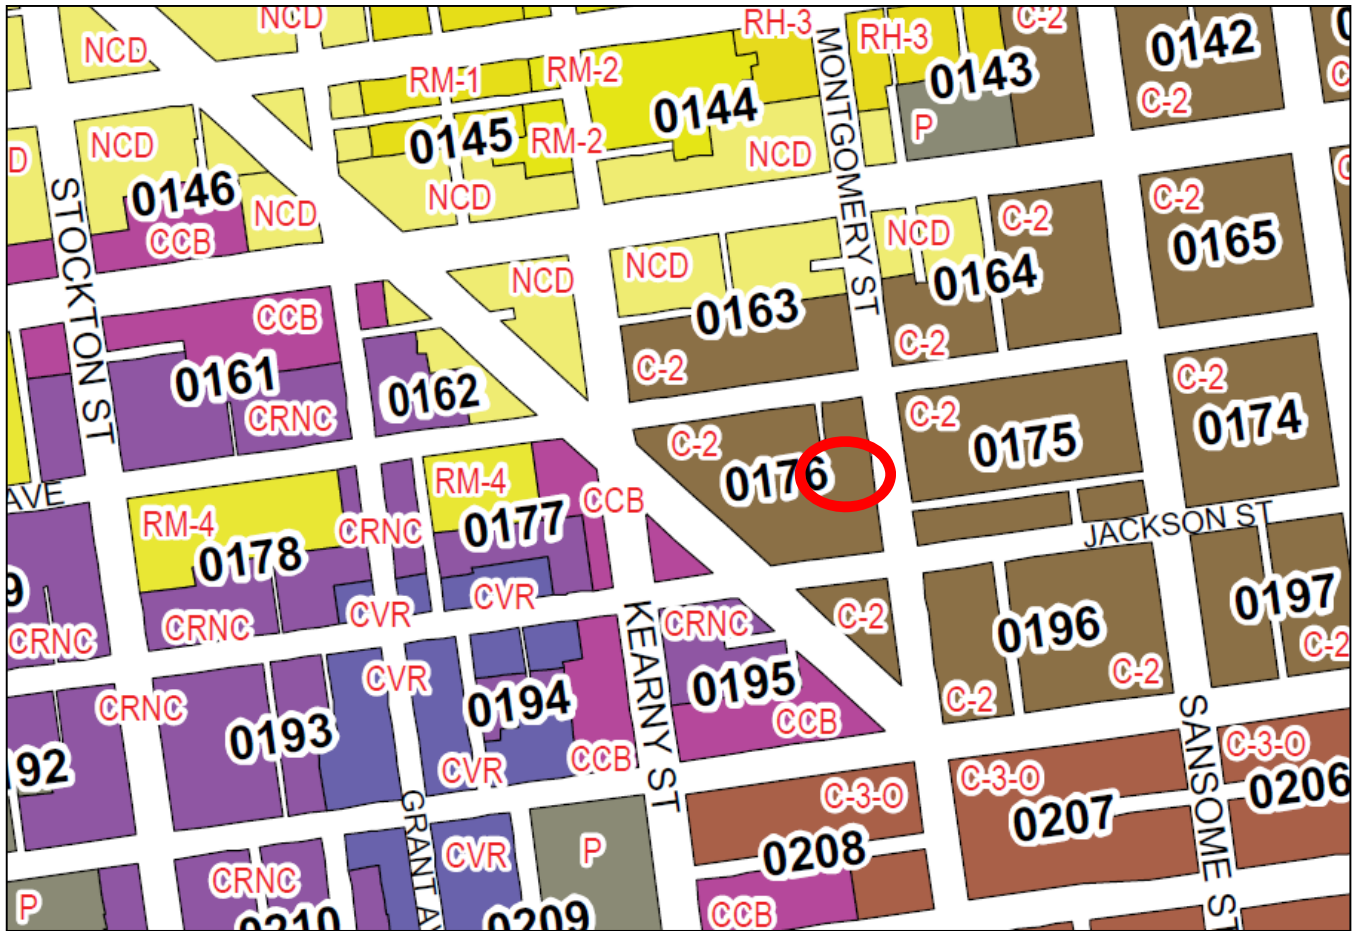 NCD
NCD
RH-3
RH-3
C-2
0142
C-2
NCD
RM-1
RM-2
0144
0143
P
MONTGOMERY ST
D
NCD
0145
RM-2
NCD
NCD
0146
CCB
NCD
STOCKTON ST
C-2
C-2
0165
NCD
0164
C-2
NCD
NCD
0163
C-2
CCB
0161
CRNC
0162
C-2
0174
C-2
0175
C-2
0176
AVE
RM-4
0178
CRNC
RM-4
0177
CCB
JACKSON ST
9
CRNC
CRNC
CVR
CVR
KEARNY ST
CRNC
C-2
0196
C-2
C-2
0197
C-2
CRNC
0193
CVR
0194
CVR
CCB
0195
CCB
SANSOME ST
192
C-3-O
0208
C-3-O
0207
C-3-O
0206
GRANT AV
CVR
P
CCB
P
CRNC
0210
0209